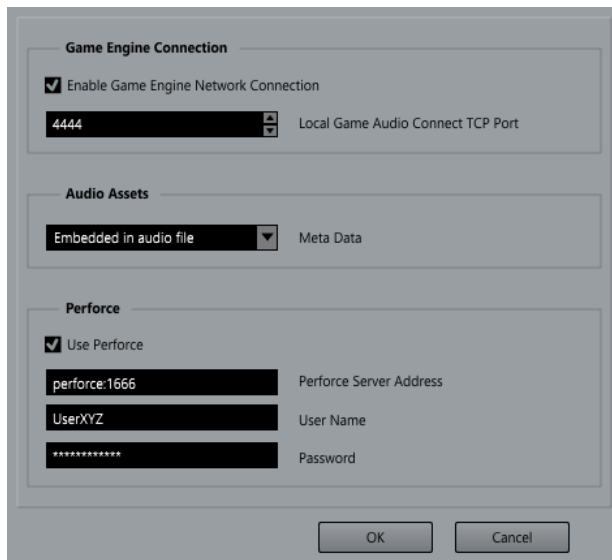 Game Engine Connection
Enable Game Engine Network Connection
4444 Local Game Audio Connect TCP Port
Audio Assets
Embedded in audio file Meta Data
Perforce
Use Perforce
perforce:1666 Perforce Server Address
UserXYZ User Name
************ Password
OK Cancel